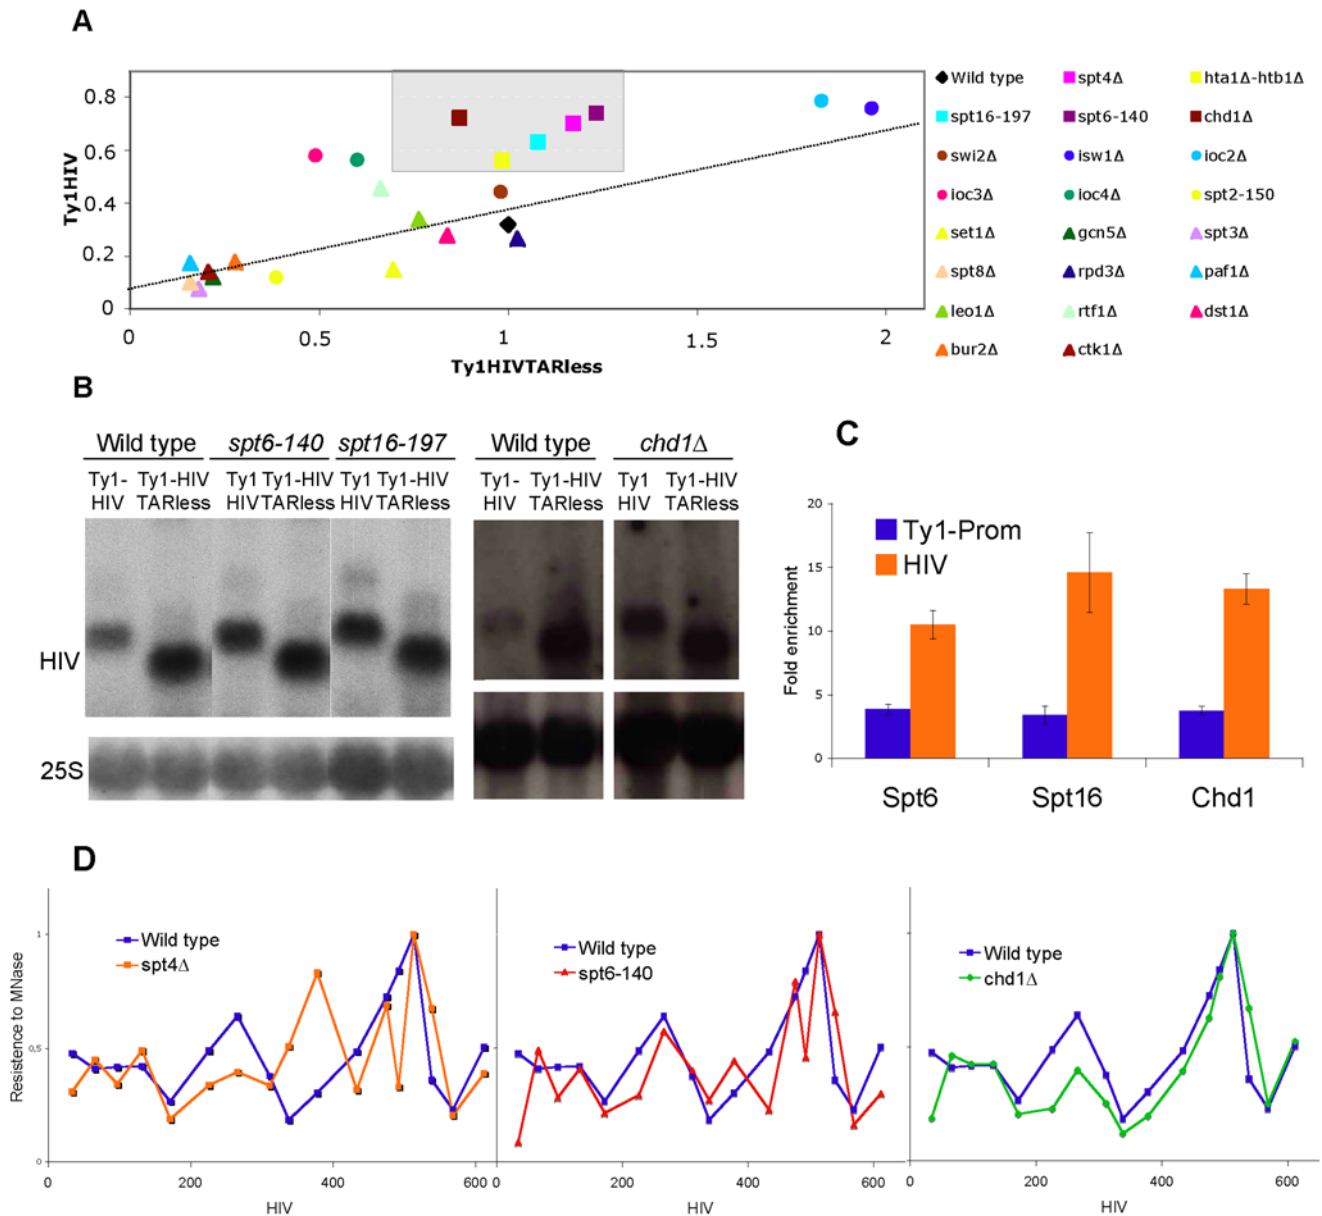 A
Ty1HIV
0.8
0.6
0.4
0.2
0
0 0.5 1 1.5 2
Ty1HIVTARless
Wild type spt4Δ hta1Δ-htb1Δ
spt16-197 spt6-140 chd1Δ
swi2Δ isw1Δ ioc2Δ
ioc3Δ ioc4Δ spt2-150
set1Δ gcn5Δ spt3Δ
spt8Δ rpd3Δ paf1Δ
leo1Δ rtf1Δ dst1Δ
bur2Δ ctk1Δ
B
Wild type spt6-140 spt16-197 Wild type chd1Δ
Ty1- Ty1-HIV Ty1 Ty1-HIV Ty1 Ty1-HIV Ty1- Ty1-HIV Ty1 Ty1-HIV
HIV TARless HIV TARless HIV TARless HIV TARless HIV TARless
HIV
25S
C
Fold enrichment
20
15
10
5
0
Ty1-Prom
HIV
Spt6 Spt16 Chd1
D
Resistence to MNase
1
0,5
0
Wild type
spt4Δ
0 200 400 600
HIV
Wild type
spt6-140
0 200 400 600
HIV
Wild type
chd1Δ
0 200 400 600
HIV